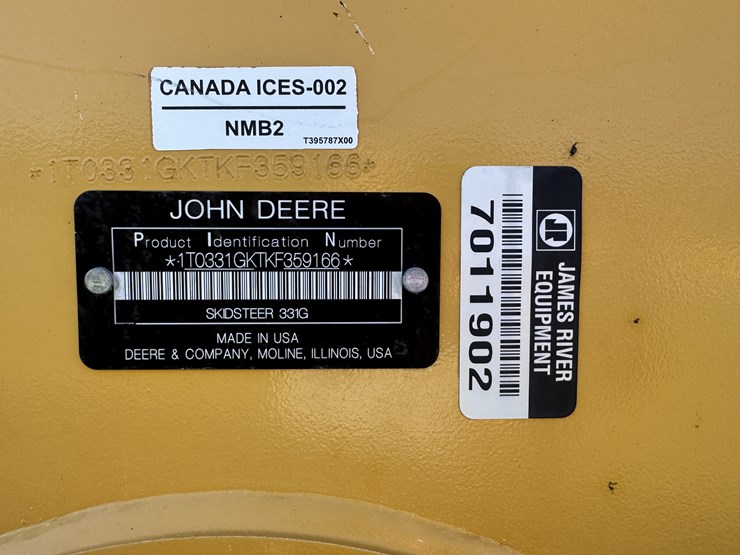 CANADA ICES-002
NMB2
T395787X00
*1T0331GKTKF359166*
JOHN DEERE
Product Identification Number
*1T0331GKTKF359166*
SKIDSTEER 331G
MADE IN USA
DEERE & COMPANY, MOLINE, ILLINOIS, USA
JAMES RIVER
EQUIPMENT
7011902